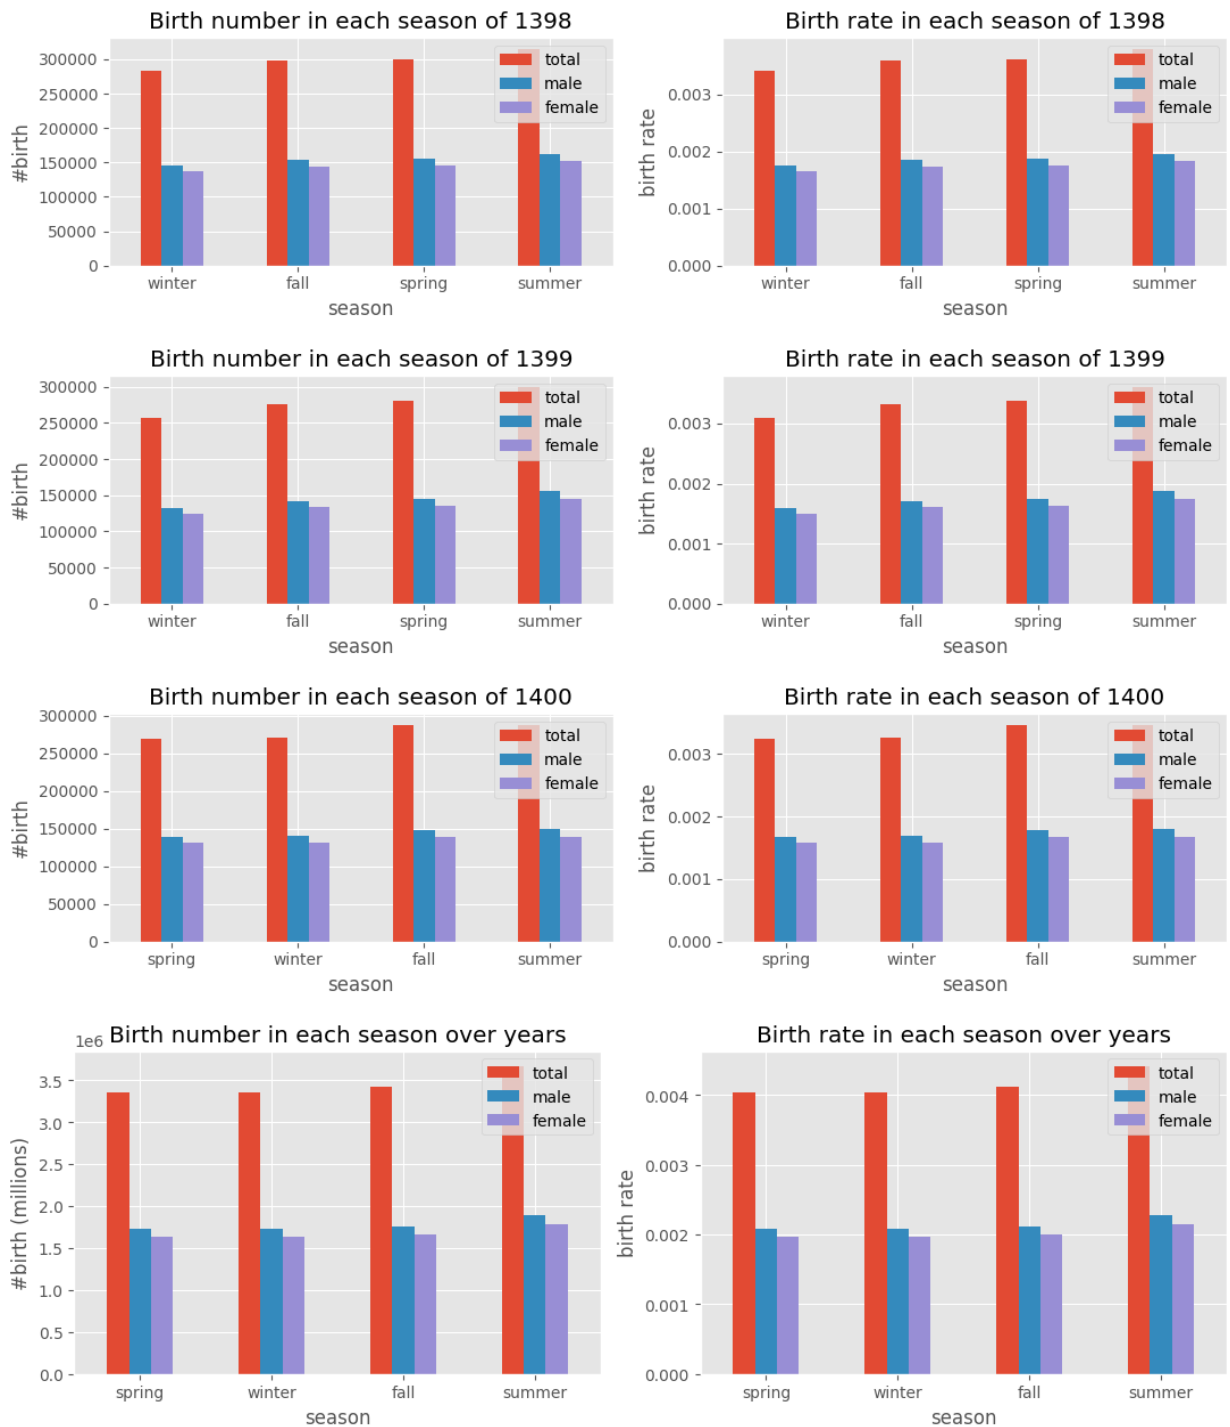 Birth number in each season of 1398
300000
250000
200000
150000
100000
50000
0
#birth
total
male
female
winter fall spring summer
season
Birth rate in each season of 1398
0.003
0.002
0.001
0.000
birth rate
total
male
female
winter fall spring summer
season
Birth number in each season of 1399
300000
250000
200000
150000
100000
50000
0
#birth
total
male
female
winter fall spring summer
season
Birth rate in each season of 1399
0.003
0.002
0.001
0.000
birth rate
total
male
female
winter fall spring summer
season
Birth number in each season of 1400
300000
250000
200000
150000
100000
50000
0
#birth
total
male
female
spring winter fall summer
season
Birth rate in each season of 1400
0.003
0.002
0.001
0.000
birth rate
total
male
female
spring winter fall summer
season
Birth number in each season over years
1e6
3.5
3.0
2.5
2.0
1.5
1.0
0.5
0.0
#birth (millions)
total
male
female
spring winter fall summer
season
Birth rate in each season over years
0.004
0.003
0.002
0.001
0.000
birth rate
total
male
female
spring winter fall summer
season